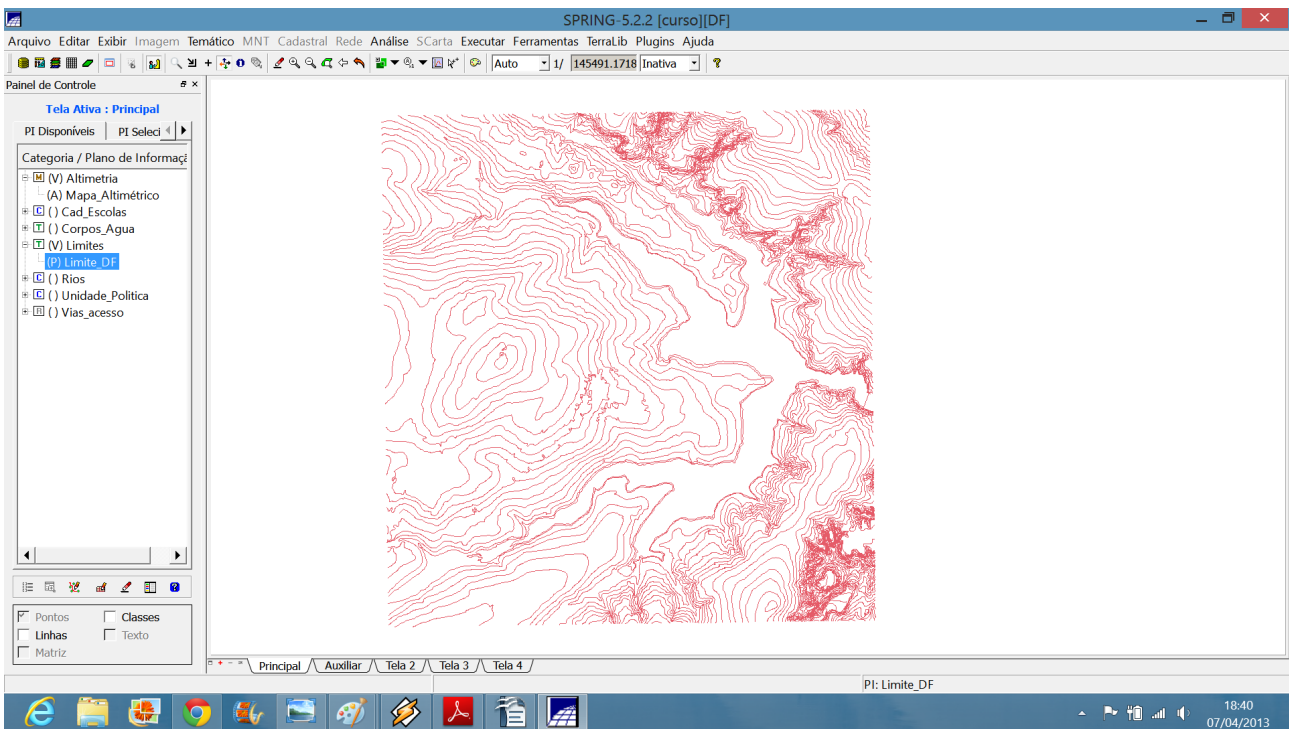 SPRING-5.2.2 [curso][DF]
Arquivo Editar Exibir Imagem Temático MNT Cadastral Rede Análise SCarta Executar Ferramentas TerraLib Plugins Ajuda
Auto 1/ 145491.1718 Inativa
Painel de Controle
Tela Ativa : Principal
PI Disponíveis PI Seleci
Categoria / Plano de Informaçã
M (V) Altimetria
(A) Mapa_Altimétrico
C ( ) Cad_Escolas
T ( ) Corpos_Agua
T (V) Limites
(P) Limite_DF
C ( ) Rios
C ( ) Unidade_Politica
R ( ) Vias_acesso
Pontos Classes
Linhas Texto
Matriz
Principal Auxiliar Tela 2 Tela 3 Tela 4
PI: Limite_DF
18:40
07/04/2013